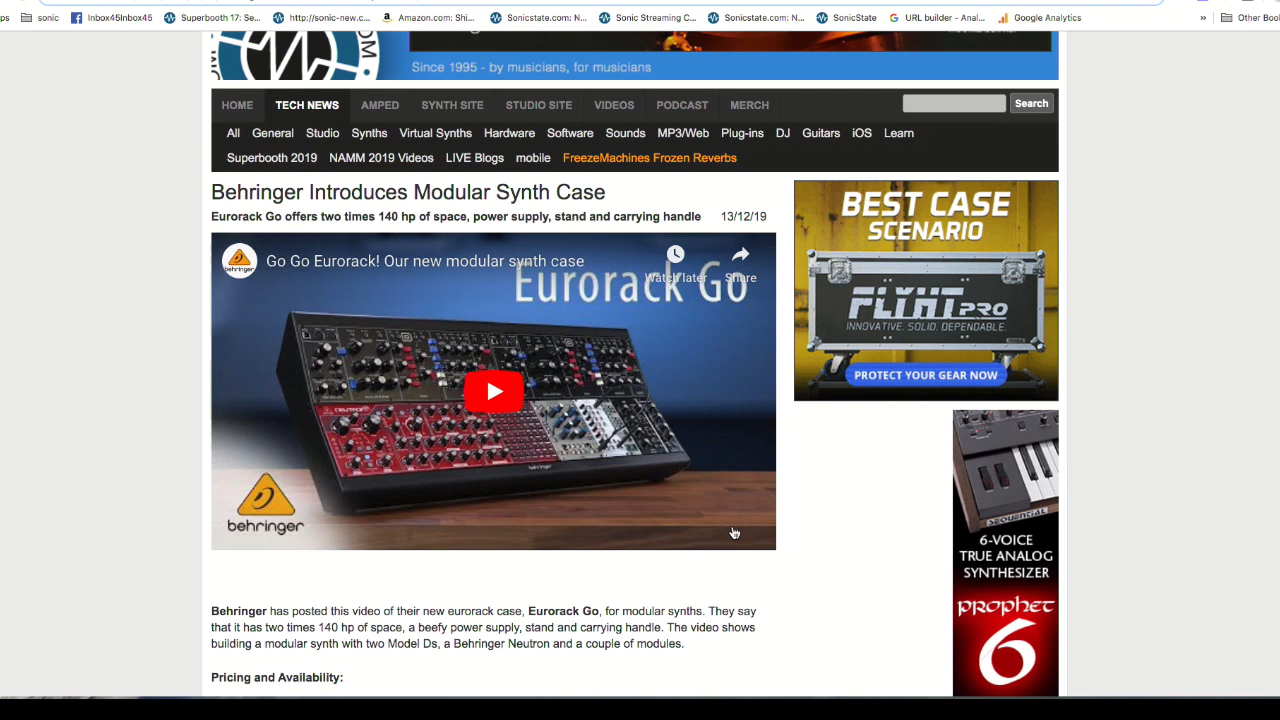 ps sonic Inbox45Inbox45 Superbooth 17: Se... http://sonic-new.c... Amazon.com: Shi... Sonicstate.com: N... Sonic Streaming C... Sonicstate.com: N... SonicState URL builder - Anal... Google Analytics » Other Book
.COM
Since 1995 - by musicians, for musicians
HOME TECH NEWS AMPED SYNTH SITE STUDIO SITE VIDEOS PODCAST MERCH Search
All General Studio Synths Virtual Synths Hardware Software Sounds MP3/Web Plug-ins DJ Guitars iOS Learn
Superbooth 2019 NAMM 2019 Videos LIVE Blogs mobile FreezeMachines Frozen Reverbs
Behringer Introduces Modular Synth Case
Eurorack Go offers two times 140 hp of space, power supply, stand and carrying handle 13/12/19
behringer
Go Go Eurorack! Our new modular synth case
Watch later Share
Eurorack Go
NEUTRON
behringer
behringer
BEST CASE
SCENARIO
FLYHT PRO
INNOVATIVE. SOLID. DEPENDABLE.
PROTECT YOUR GEAR NOW
SEQUENTIAL
6-VOICE
TRUE ANALOG
SYNTHESIZER
prophet
6
Behringer has posted this video of their new eurorack case, Eurorack Go, for modular synths. They say
that it has two times 140 hp of space, a beefy power supply, stand and carrying handle. The video shows
building a modular synth with two Model Ds, a Behringer Neutron and a couple of modules.
Pricing and Availability: